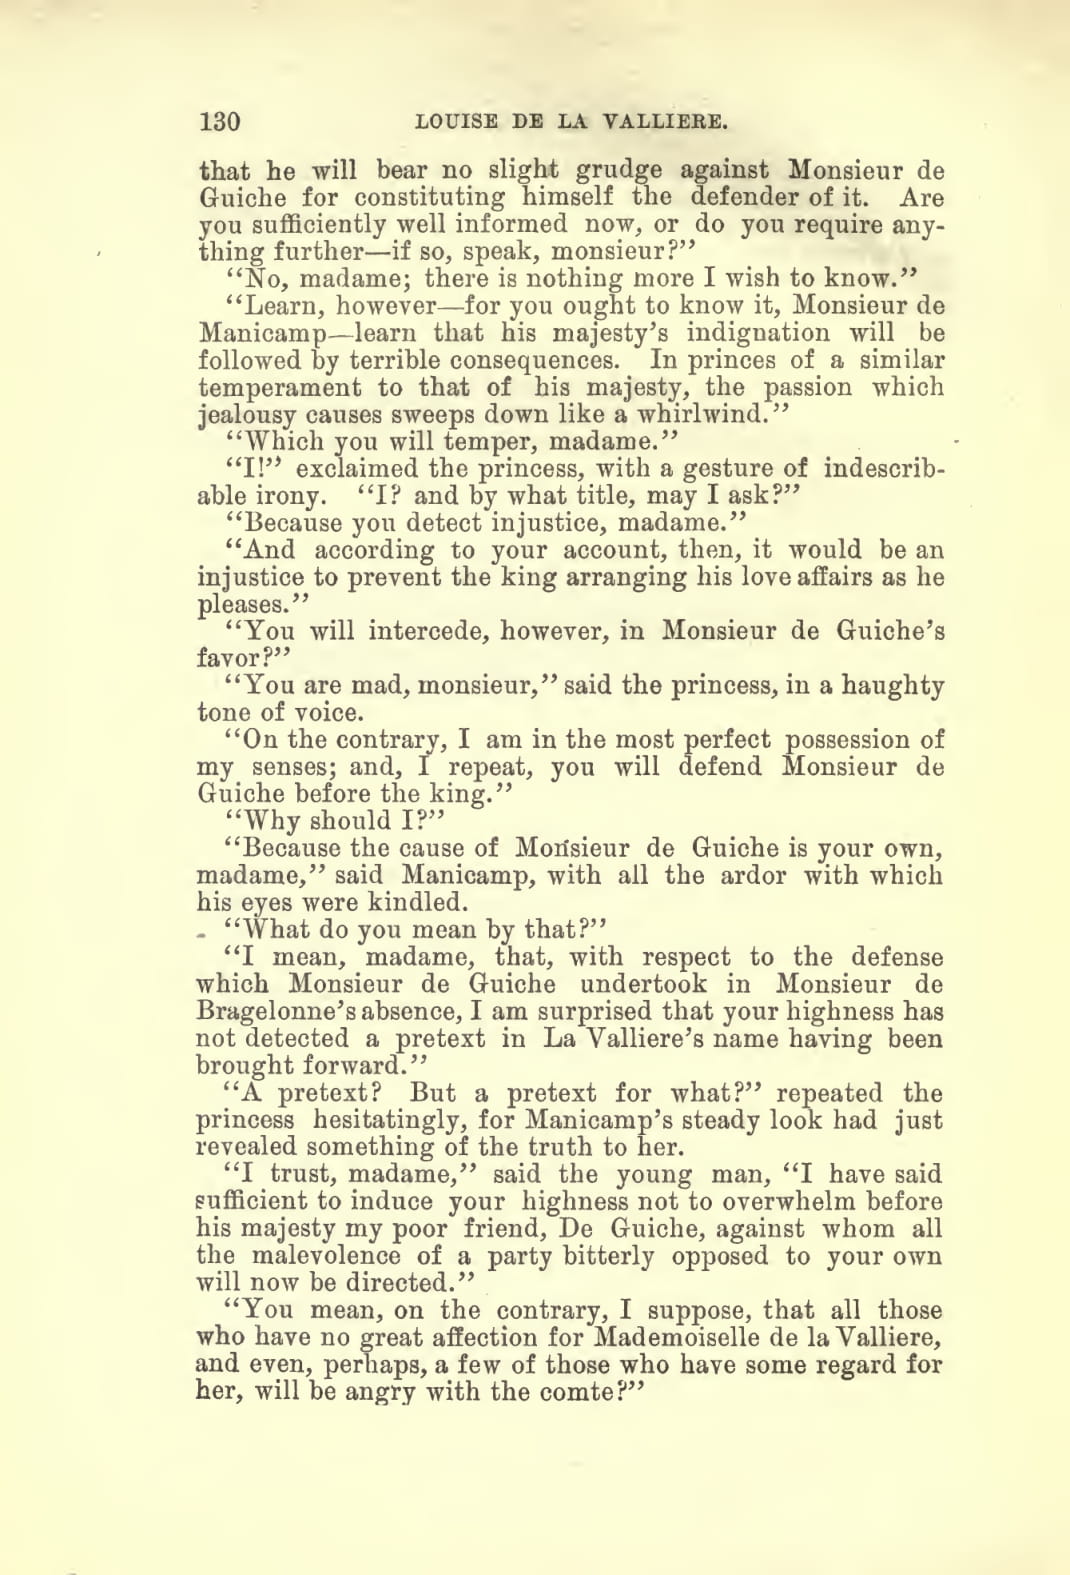 130 LOUISE DE LA VALLIERE.
that he will bear no slight grudge against Monsieur de
Guiche for constituting himself the defender of it. Are
you sufficiently well informed now, or do you require any-
thing further—if so, speak, monsieur?”
“No, madame; there is nothing more I wish to know.”
“Learn, however—for you ought to know it, Monsieur de
Manicamp—learn that his majesty’s indignation will be
followed by terrible consequences. In princes of a similar
temperament to that of his majesty, the passion which
jealousy causes sweeps down like a whirlwind.”
“Which you will temper, madame.”
“I!” exclaimed the princess, with a gesture of indescrib-
able irony. “I? and by what title, may I ask?”
“Because you detect injustice, madame.”
“And according to your account, then, it would be an
injustice to prevent the king arranging his love affairs as he
pleases.”
“You will intercede, however, in Monsieur de Guiche’s
favor?”
“You are mad, monsieur,” said the princess, in a haughty
tone of voice.
“On the contrary, I am in the most perfect possession of
my senses; and, I repeat, you will defend Monsieur de
Guiche before the king.”
“Why should I?”
“Because the cause of Monsieur de Guiche is your own,
madame,” said Manicamp, with all the ardor with which
his eyes were kindled.
“What do you mean by that?”
“I mean, madame, that, with respect to the defense
which Monsieur de Guiche undertook in Monsieur de
Bragelonne’s absence, I am surprised that your highness has
not detected a pretext in La Valliere’s name having been
brought forward.”
“A pretext? But a pretext for what?” repeated the
princess hesitatingly, for Manicamp’s steady look had just
revealed something of the truth to her.
“I trust, madame,” said the young man, “I have said
sufficient to induce your highness not to overwhelm before
his majesty my poor friend, De Guiche, against whom all
the malevolence of a party bitterly opposed to your own
will now be directed.”
“You mean, on the contrary, I suppose, that all those
who have no great affection for Mademoiselle de la Valliere,
and even, perhaps, a few of those who have some regard for
her, will be angry with the comte?”